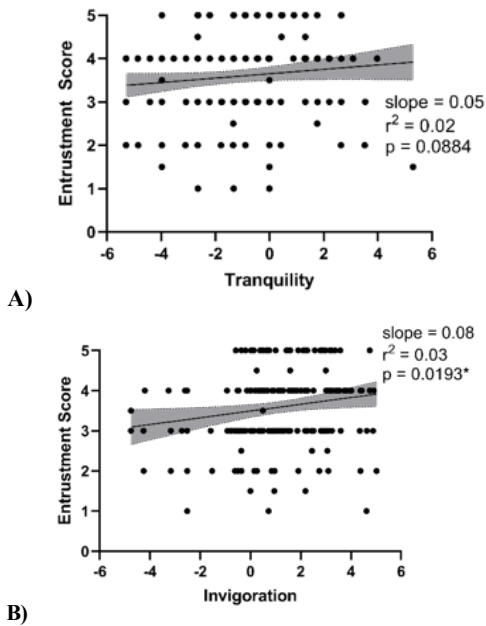 5
4
3
2
1
0
Entrustment Score
slope = 0.05
r² = 0.02
p = 0.0884
-6 -4 -2 0 2 4 6
Tranquility
A)
5
4
3
2
1
0
Entrustment Score
slope = 0.08
r² = 0.03
p = 0.0193*
-6 -4 -2 0 2 4 6
Invigoration
B)